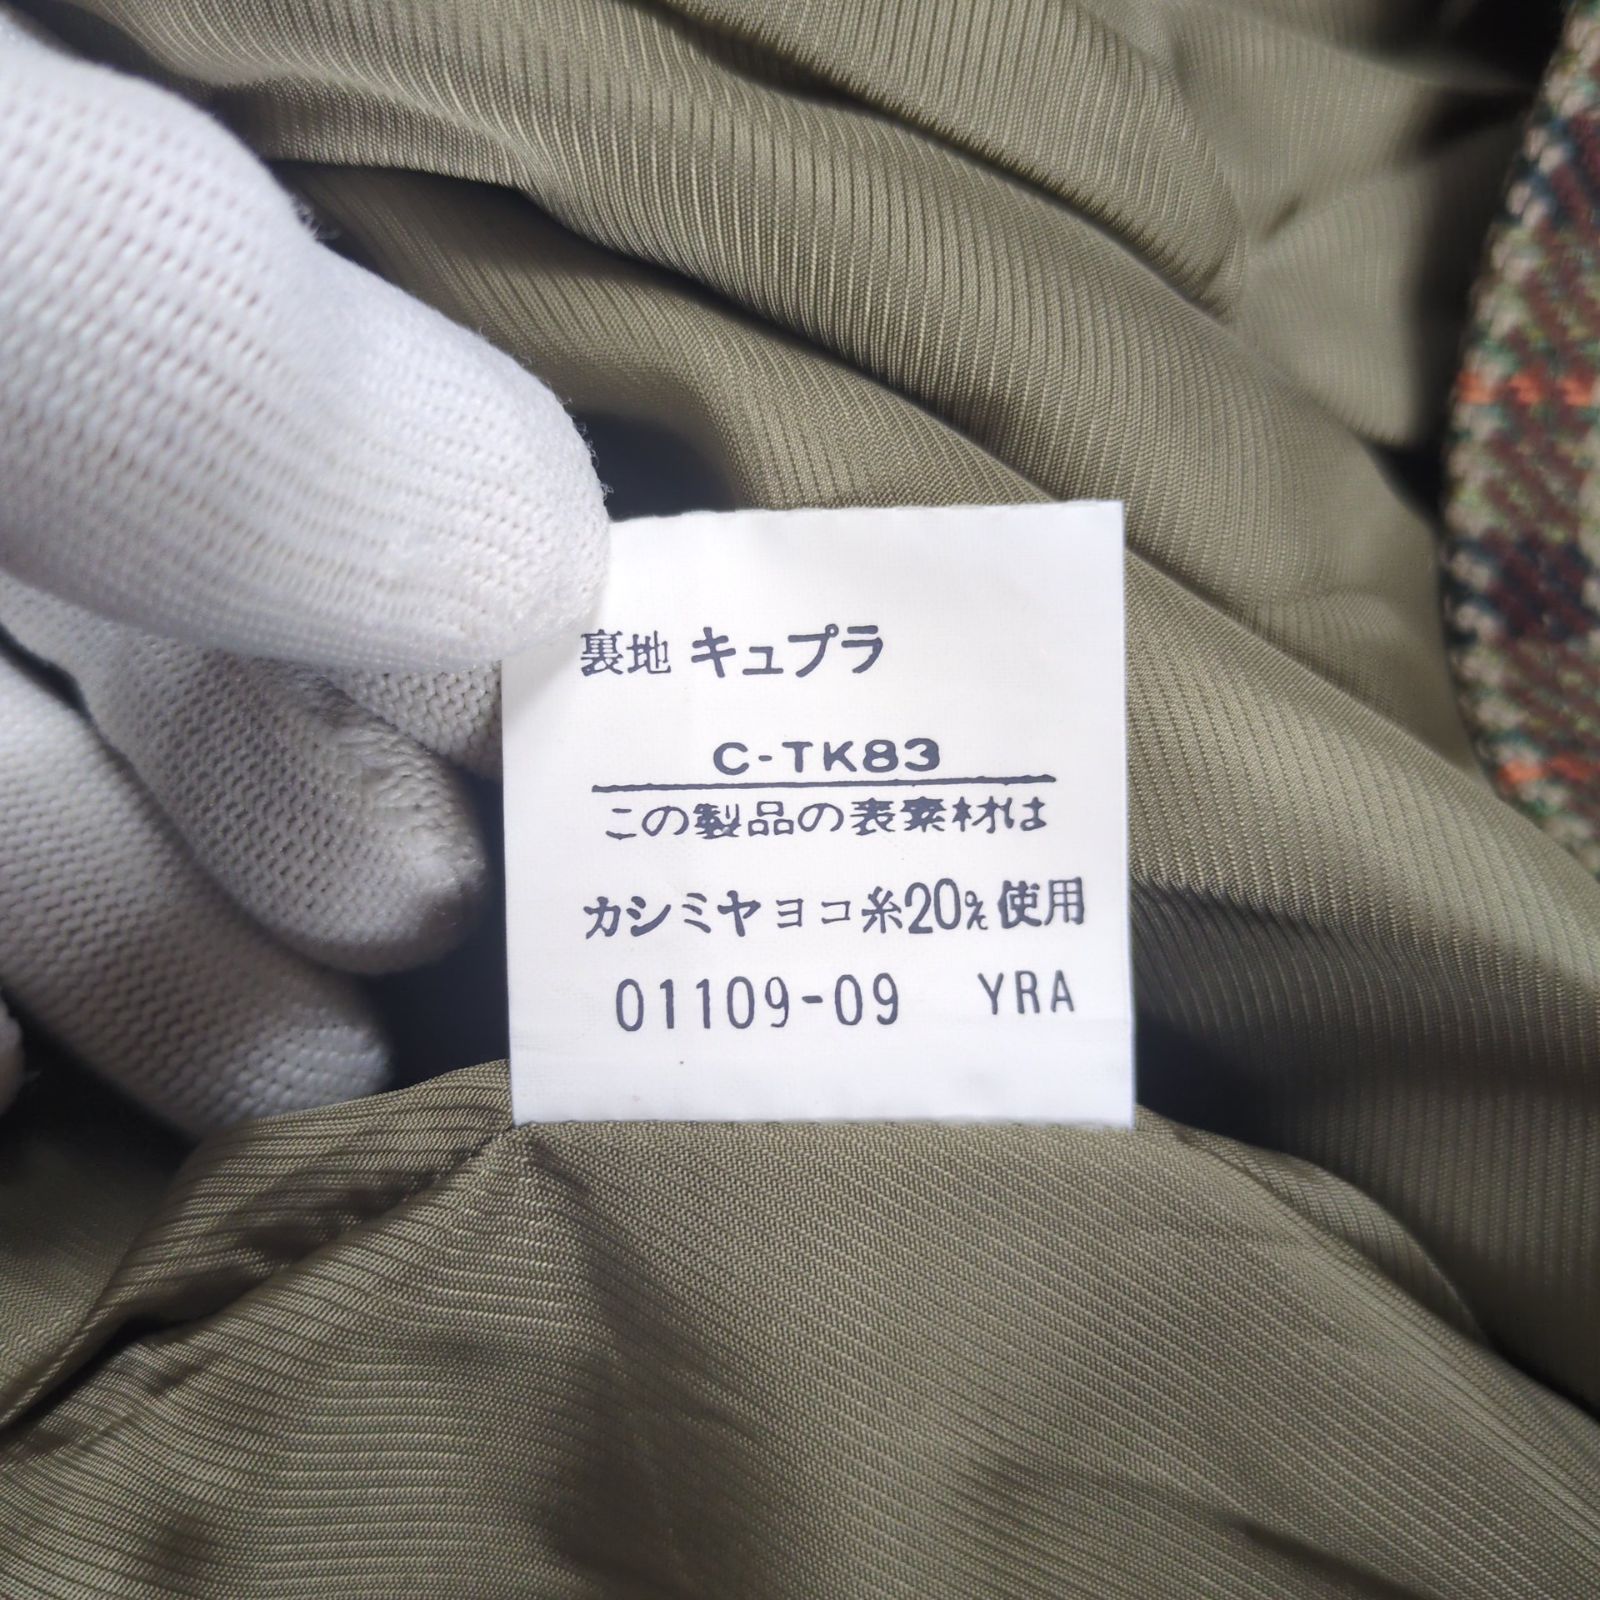 裏地 キュプラ
C-TK83
この製品の表素材は
カシミヤヨコ糸20%使用
01109-09 YRA